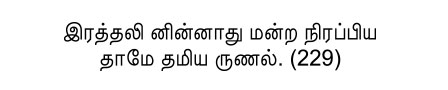 இரத்தலி னின்னாது மன்ற நிரப்பிய
தாமே தமிய ருணல். (229)